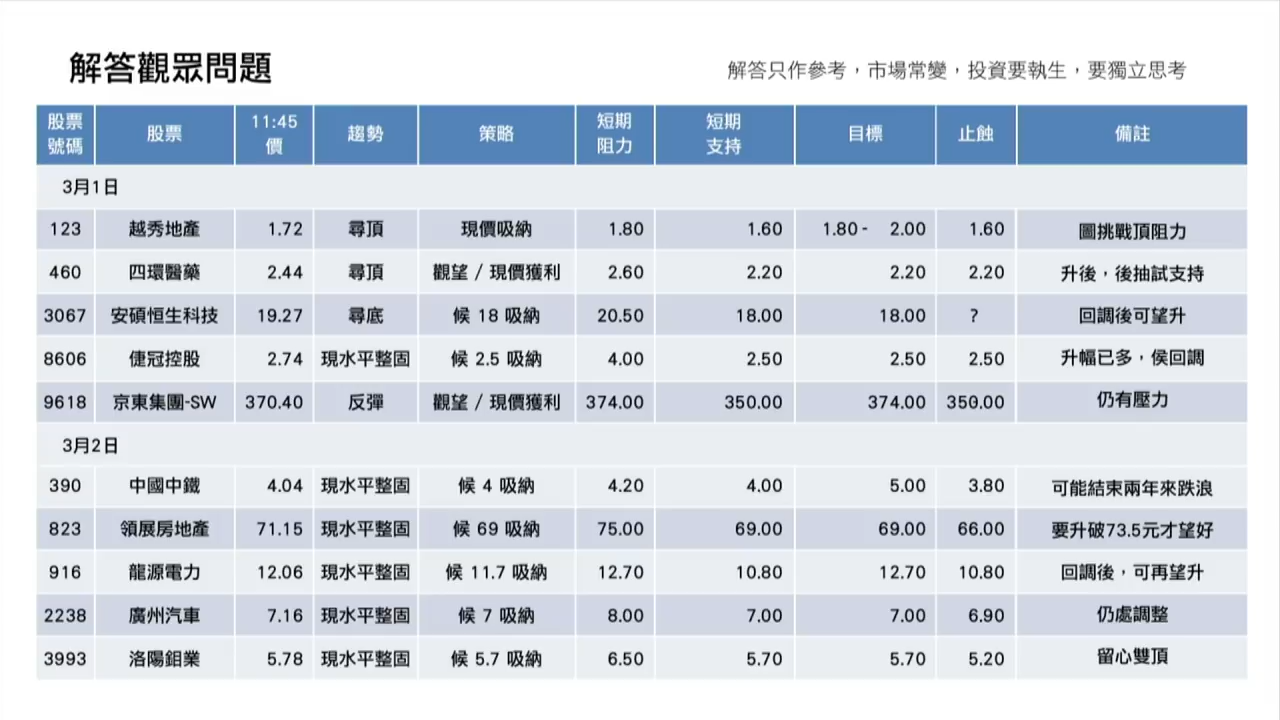 解答觀眾問題
解答只作參考，市場常變，投資要執生，要獨立思考
股票號碼 股票 11:45價 趨勢 策略 短期阻力 短期支持 目標 止蝕 備註
3月1日
123 越秀地產 1.72 尋頂 現價吸納 1.80 1.60 1.80 - 2.00 1.60 圖挑戰頂阻力
460 四環醫藥 2.44 尋頂 觀望 / 現價獲利 2.60 2.20 2.20 2.20 升後，後抽試支持
3067 安碩恒生科技 19.27 尋底 候 18 吸納 20.50 18.00 18.00 ? 回調後可望升
8606 倢冠控股 2.74 現水平整固 候 2.5 吸納 4.00 2.50 2.50 2.50 升幅已多，侯回調
9618 京東集團-SW 370.40 反彈 觀望 / 現價獲利 374.00 350.00 374.00 350.00 仍有壓力
3月2日
390 中國中鐵 4.04 現水平整固 候 4 吸納 4.20 4.00 5.00 3.80 可能結束兩年來跌浪
823 領展房地產 71.15 現水平整固 候 69 吸納 75.00 69.00 69.00 66.00 要升破73.5元才望好
916 龍源電力 12.06 現水平整固 候 11.7 吸納 12.70 10.80 12.70 10.80 回調後，可再望升
2238 廣州汽車 7.16 現水平整固 候 7 吸納 8.00 7.00 7.00 6.90 仍處調整
3993 洛陽鉬業 5.78 現水平整固 候 5.7 吸納 6.50 5.70 5.70 5.20 留心雙頂